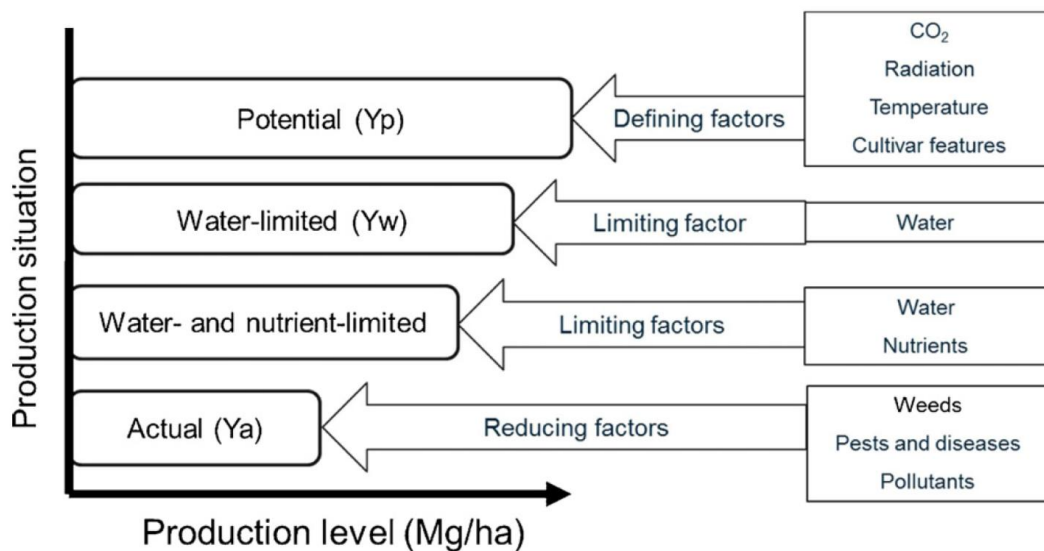 Production situation
Potential (Yp)
Defining factors
CO₂
Radiation
Temperature
Cultivar features
Water-limited (Yw)
Limiting factor
Water
Water- and nutrient-limited
Limiting factors
Water
Nutrients
Actual (Ya)
Reducing factors
Weeds
Pests and diseases
Pollutants
Production level (Mg/ha)